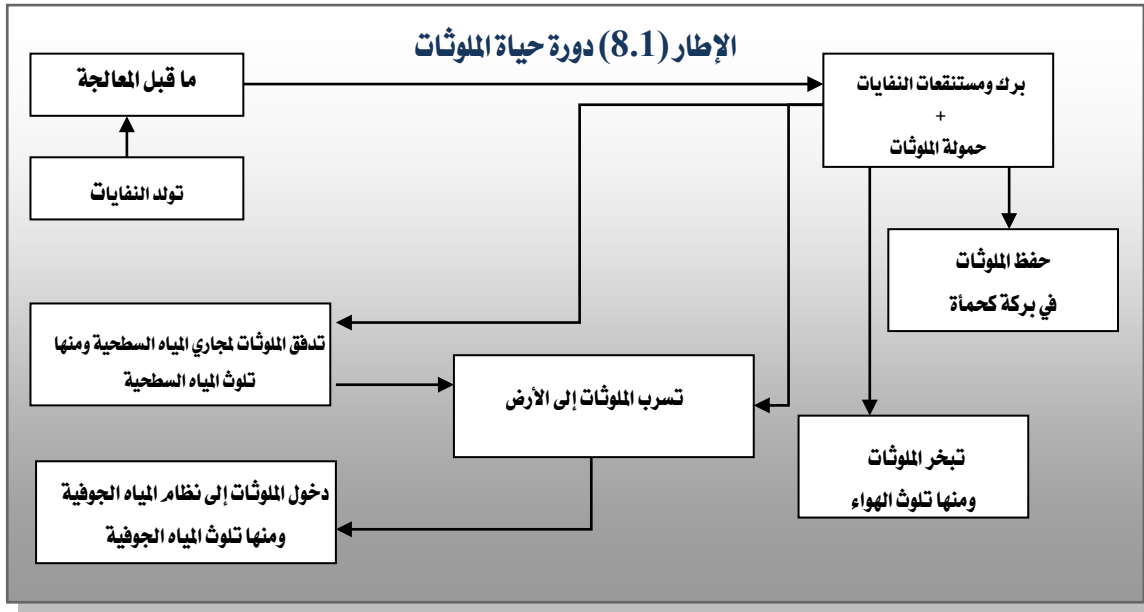 الإطار (8.1) دورة حياة الملوثات
برك ومستنقعات النفايات
+
حمولة الملوثات
ما قبل المعالجة
تولد النفايات
حفظ الملوثات
في بركة كحمأة
تدفق الملوثات لمجاري المياه السطحية ومنها
تلوث المياه السطحية
تسرب الملوثات إلى الأرض
تبخر الملوثات
ومنها تلوث الهواء
دخول الملوثات إلى نظام المياه الجوفية
ومنها تلوث المياه الجوفية